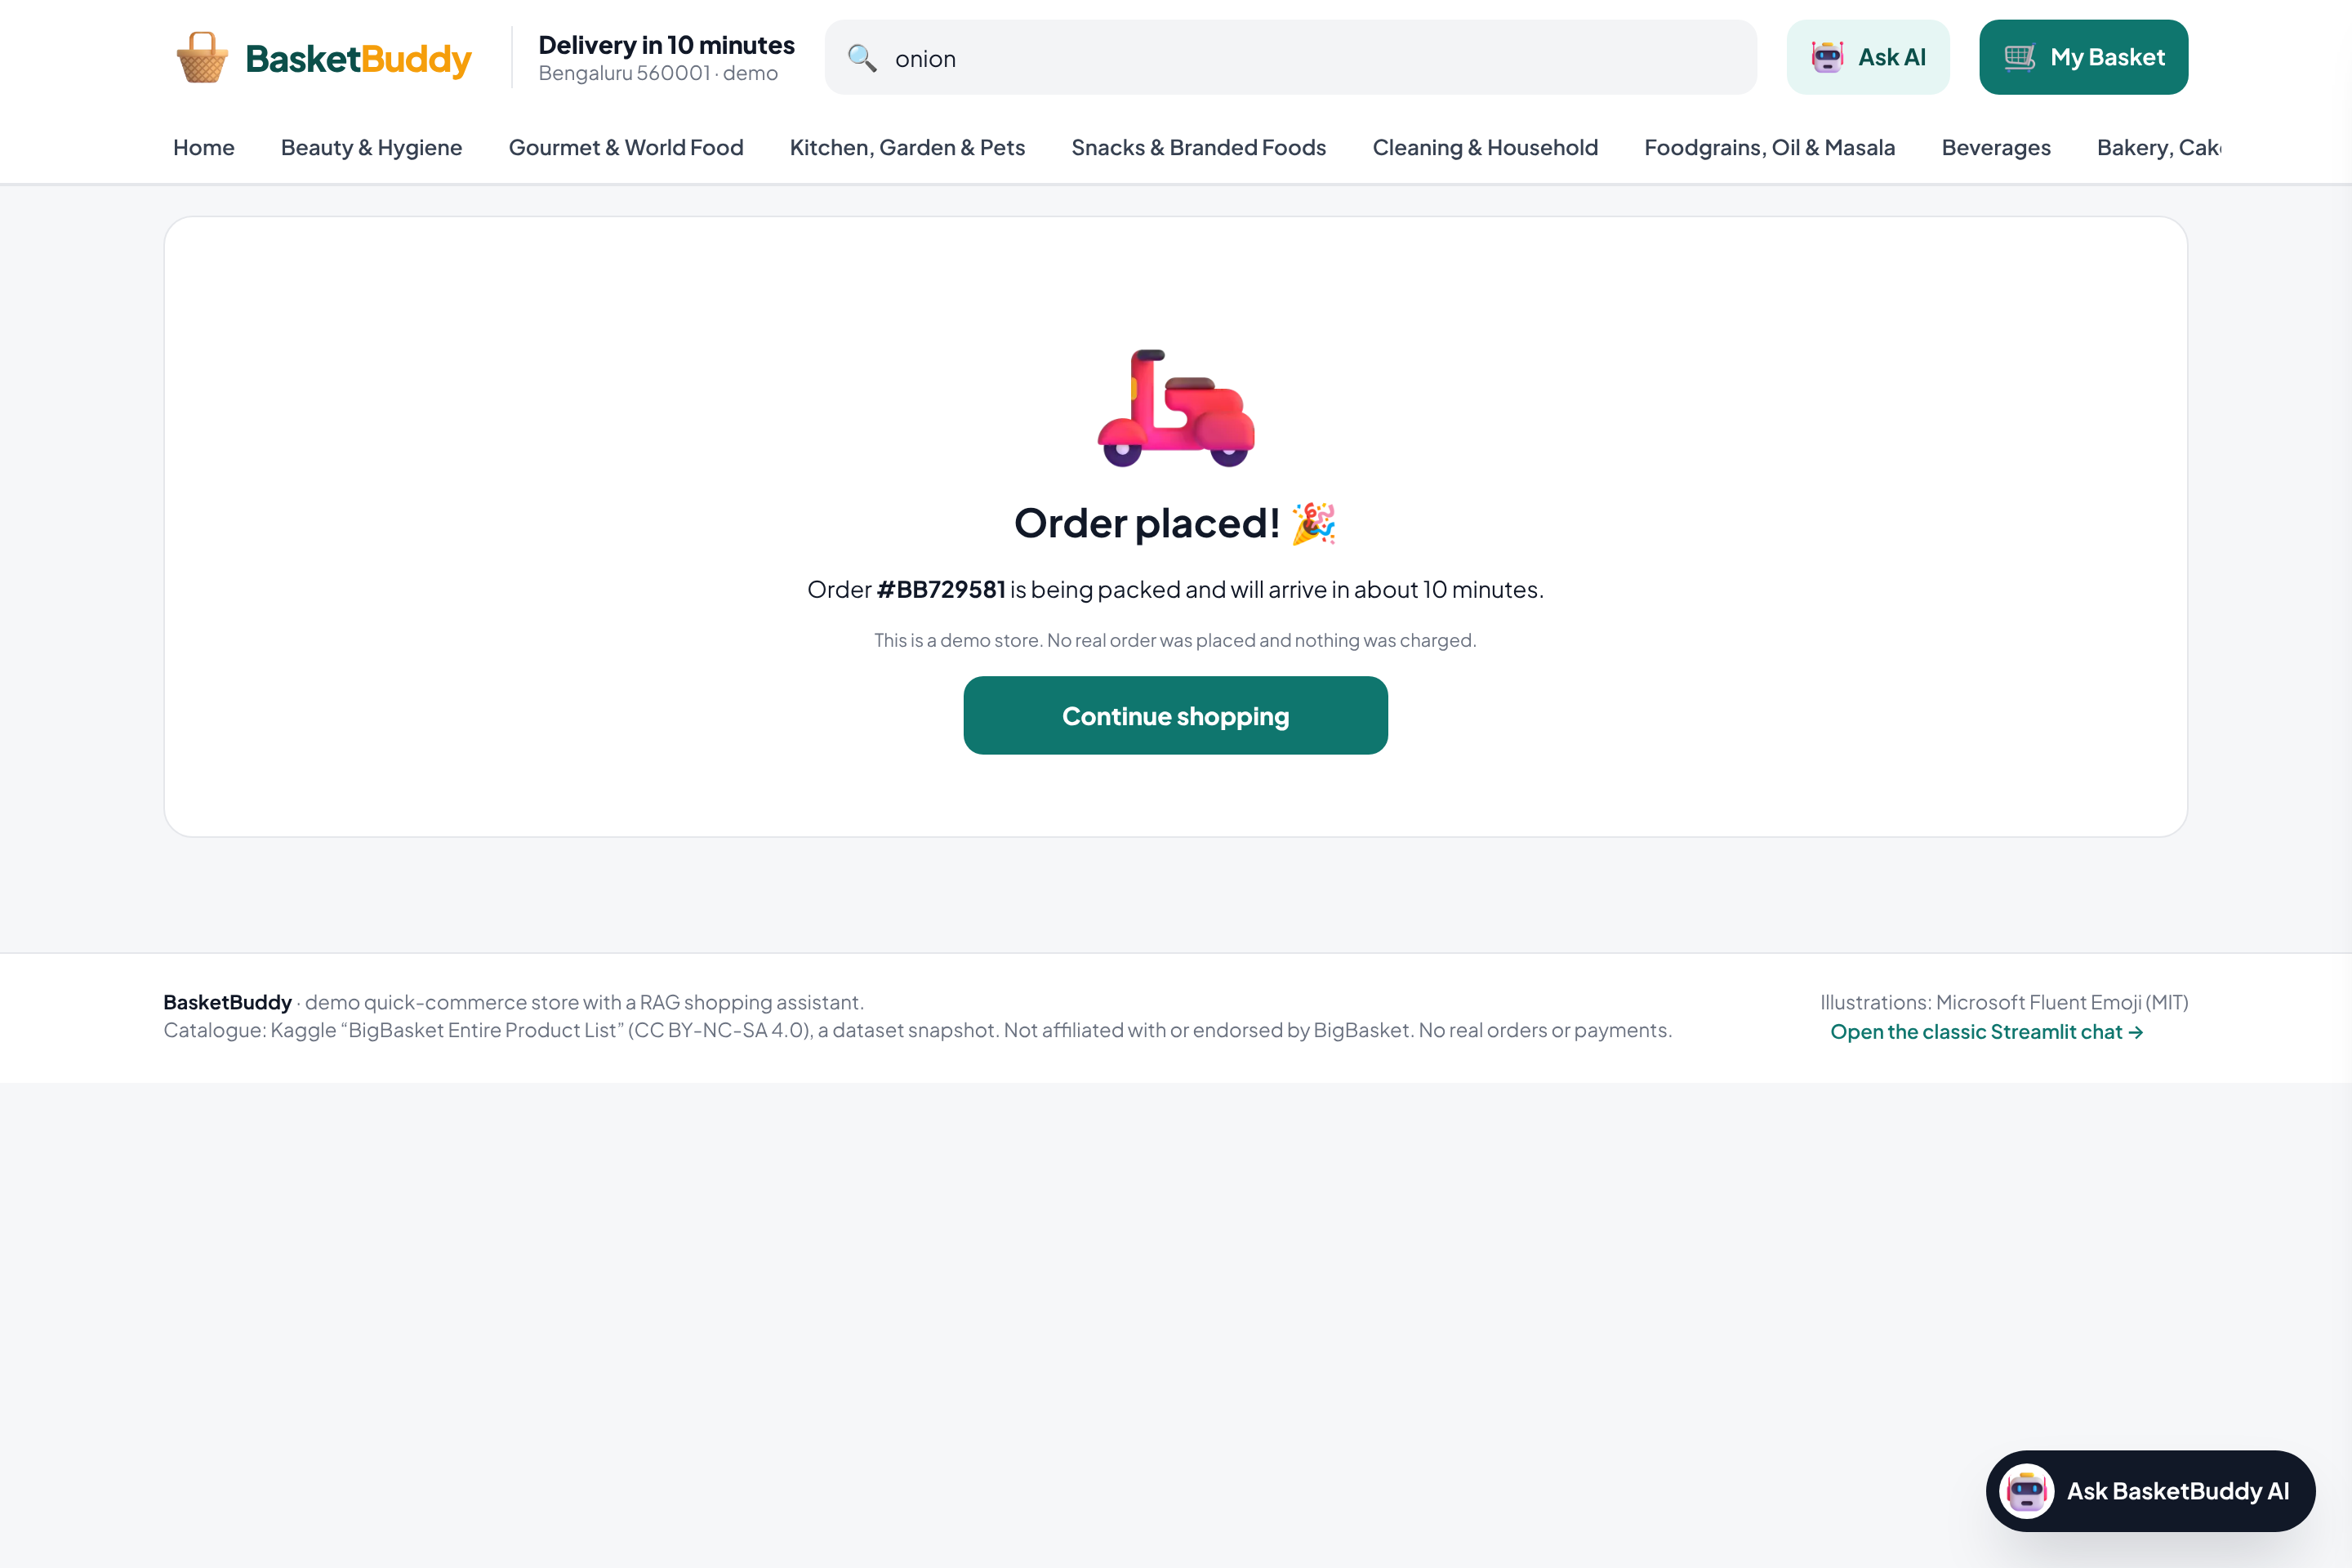 BasketBuddy
Delivery in 10 minutes
Bengaluru 560001 · demo
onion
Ask AI
My Basket
Home
Beauty & Hygiene
Gourmet & World Food
Kitchen, Garden & Pets
Snacks & Branded Foods
Cleaning & Household
Foodgrains, Oil & Masala
Beverages
Bakery, Cak
Order placed!
Order #BB729581 is being packed and will arrive in about 10 minutes.
This is a demo store. No real order was placed and nothing was charged.
Continue shopping
BasketBuddy · demo quick-commerce store with a RAG shopping assistant.
Catalogue: Kaggle “BigBasket Entire Product List” (CC BY-NC-SA 4.0), a dataset snapshot. Not affiliated with or endorsed by BigBasket. No real orders or payments.
Illustrations: Microsoft Fluent Emoji (MIT)
Open the classic Streamlit chat →
Ask BasketBuddy AI